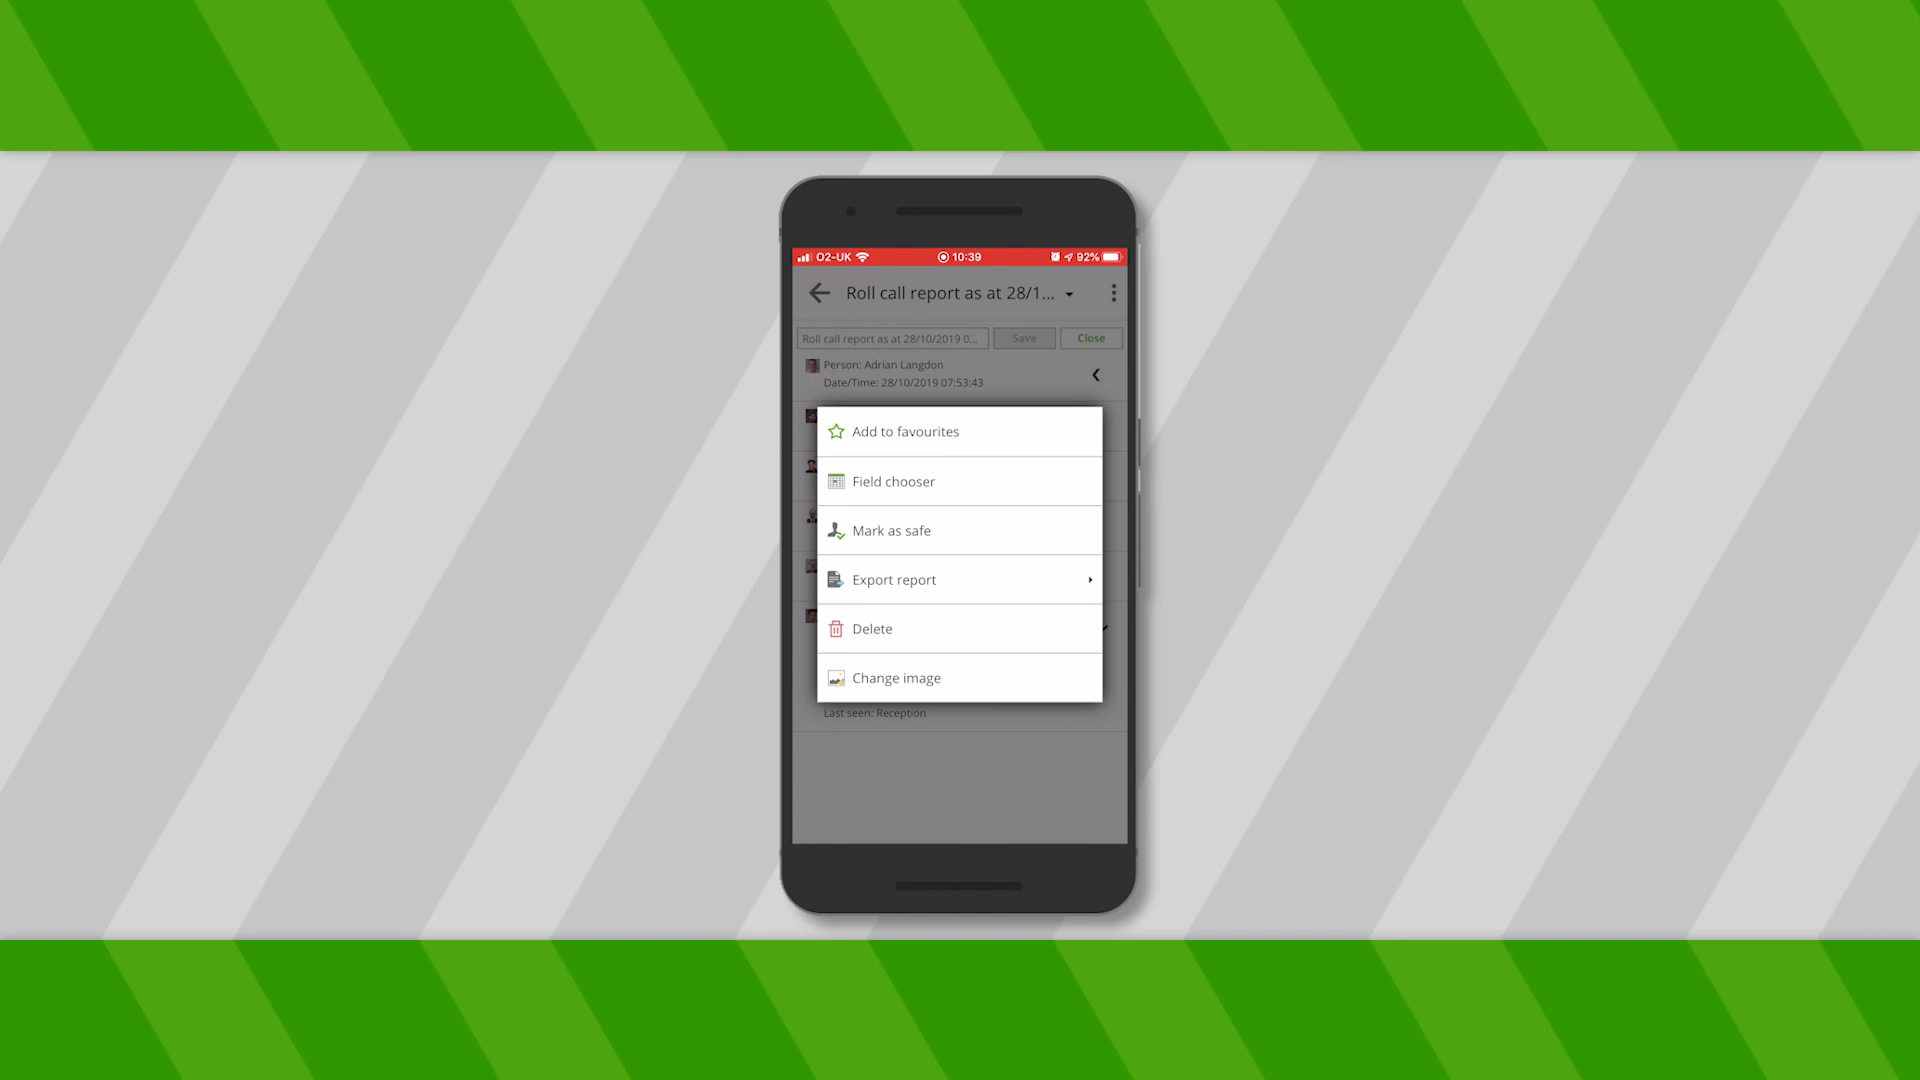 O2-UK 10:39 92%
Roll call report as at 28/1...
Roll call report as at 28/10/2019 0... Save Close
Person: Adrian Langdon
Date/Time: 28/10/2019 07:53:43
Add to favourites
Field chooser
Mark as safe
Export report
Delete
Change image
Last seen: Reception